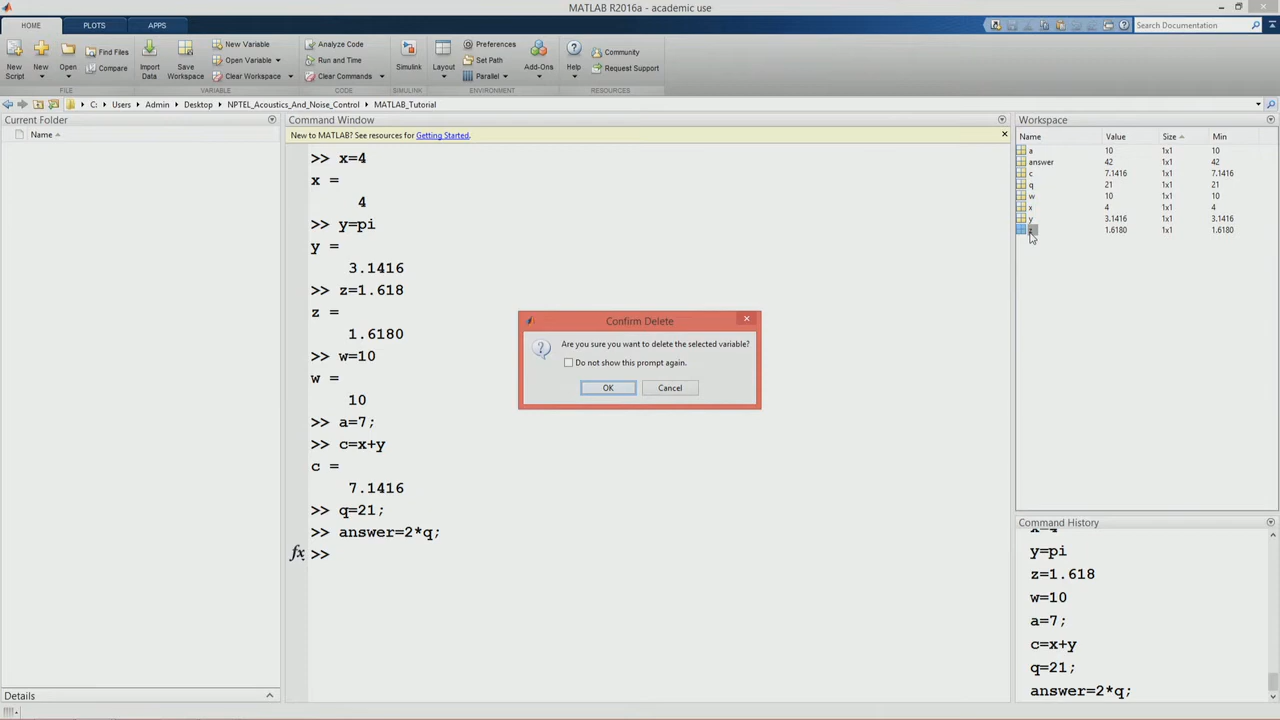 MATLAB R2016a - academic use
HOME PLOTS APPS
Search Documentation
New Script
New
Open
Find Files
Compare
Import Data
Save Workspace
New Variable
Open Variable
Clear Workspace
Analyze Code
Run and Time
Clear Commands
Simulink
Layout
Preferences
Set Path
Parallel
Add-Ons
Help
Community
Request Support
FILE VARIABLE CODE SIMULINK ENVIRONMENT RESOURCES
C: Users Admin Desktop NPTEL_Acoustics_And_Noise_Control MATLAB_Tutorial
Current Folder
Name
Details
Command Window
New to MATLAB? See resources for Getting Started.
>> x=4
x =
4
>> y=pi
y =
3.1416
>> z=1.618
z =
1.6180
>> w=10
w =
10
>> a=7;
>> c=x+y
c =
7.1416
>> q=21;
>> answer=2*q;
fx >>
Confirm Delete
Are you sure you want to delete the selected variable?
Do not show this prompt again.
OK Cancel
Workspace
Name Value Size Min
a 10 1x1 10
answer 42 1x1 42
c 7.1416 1x1 7.1416
q 21 1x1 21
w 10 1x1 10
x 4 1x1 4
y 3.1416 1x1 3.1416
z 1.6180 1x1 1.6180
Command History
x=4
y=pi
z=1.618
w=10
a=7;
c=x+y
q=21;
answer=2*q;